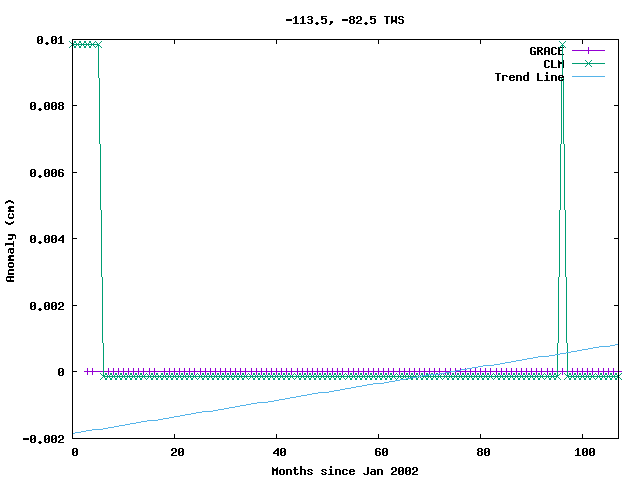 -113.5, -82.5 TWS
0.01
0.008
0.006
0.004
0.002
0
-0.002
Anomaly (cm)
GRACE
CLM
Trend Line
0 20 40 60 80 100
Months since Jan 2002